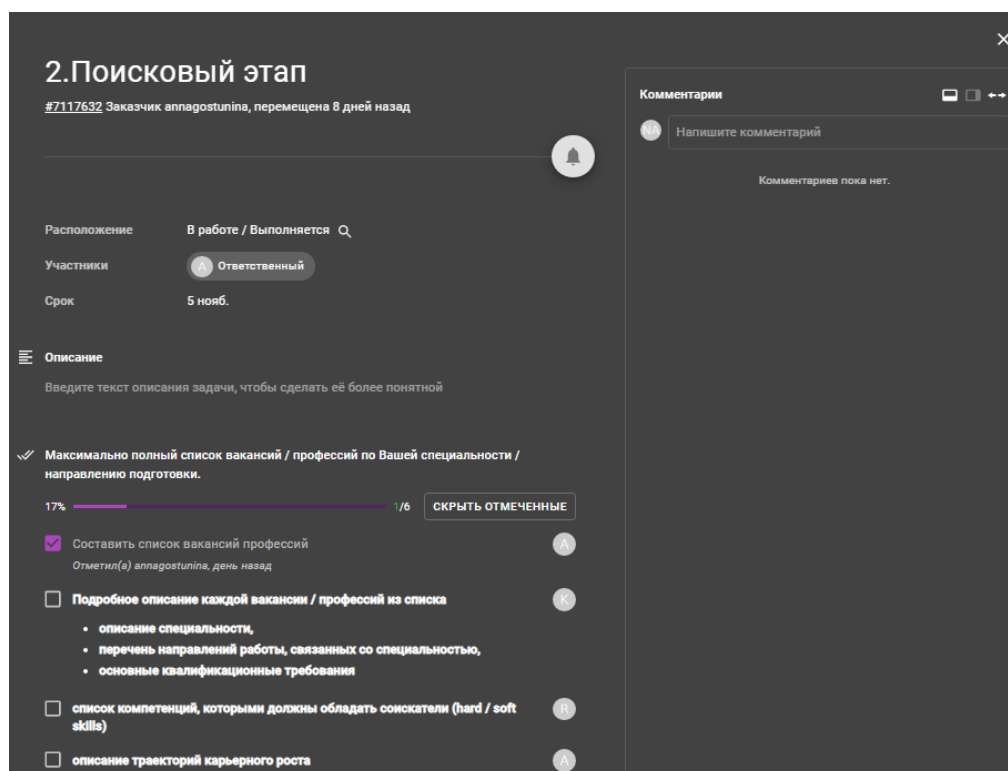 2.Поисковый этап
#7117632 Заказчик annagostunina, перемещена 8 дней назад
Расположение В работе / Выполняется
Участники A Ответственный
Срок 5 нояб.
Описание
Введите текст описания задачи, чтобы сделать её более понятной
Максимально полный список вакансий / профессий по Вашей специальности /
направлению подготовки.
17% 1/6 СКРЫТЬ ОТМЕЧЕННЫЕ
Составить список вакансий профессий A
Отметил(а) annagostunina, день назад
Подробное описание каждой вакансии / профессий из списка K
• описание специальности,
• перечень направлений работы, связанных со специальностью,
• основные квалификационные требования
список компетенций, которыми должны обладать соискатели (hard / soft R
skills)
описание траекторий карьерного роста A
Комментарии
NA Напишите комментарий
Комментариев пока нет.